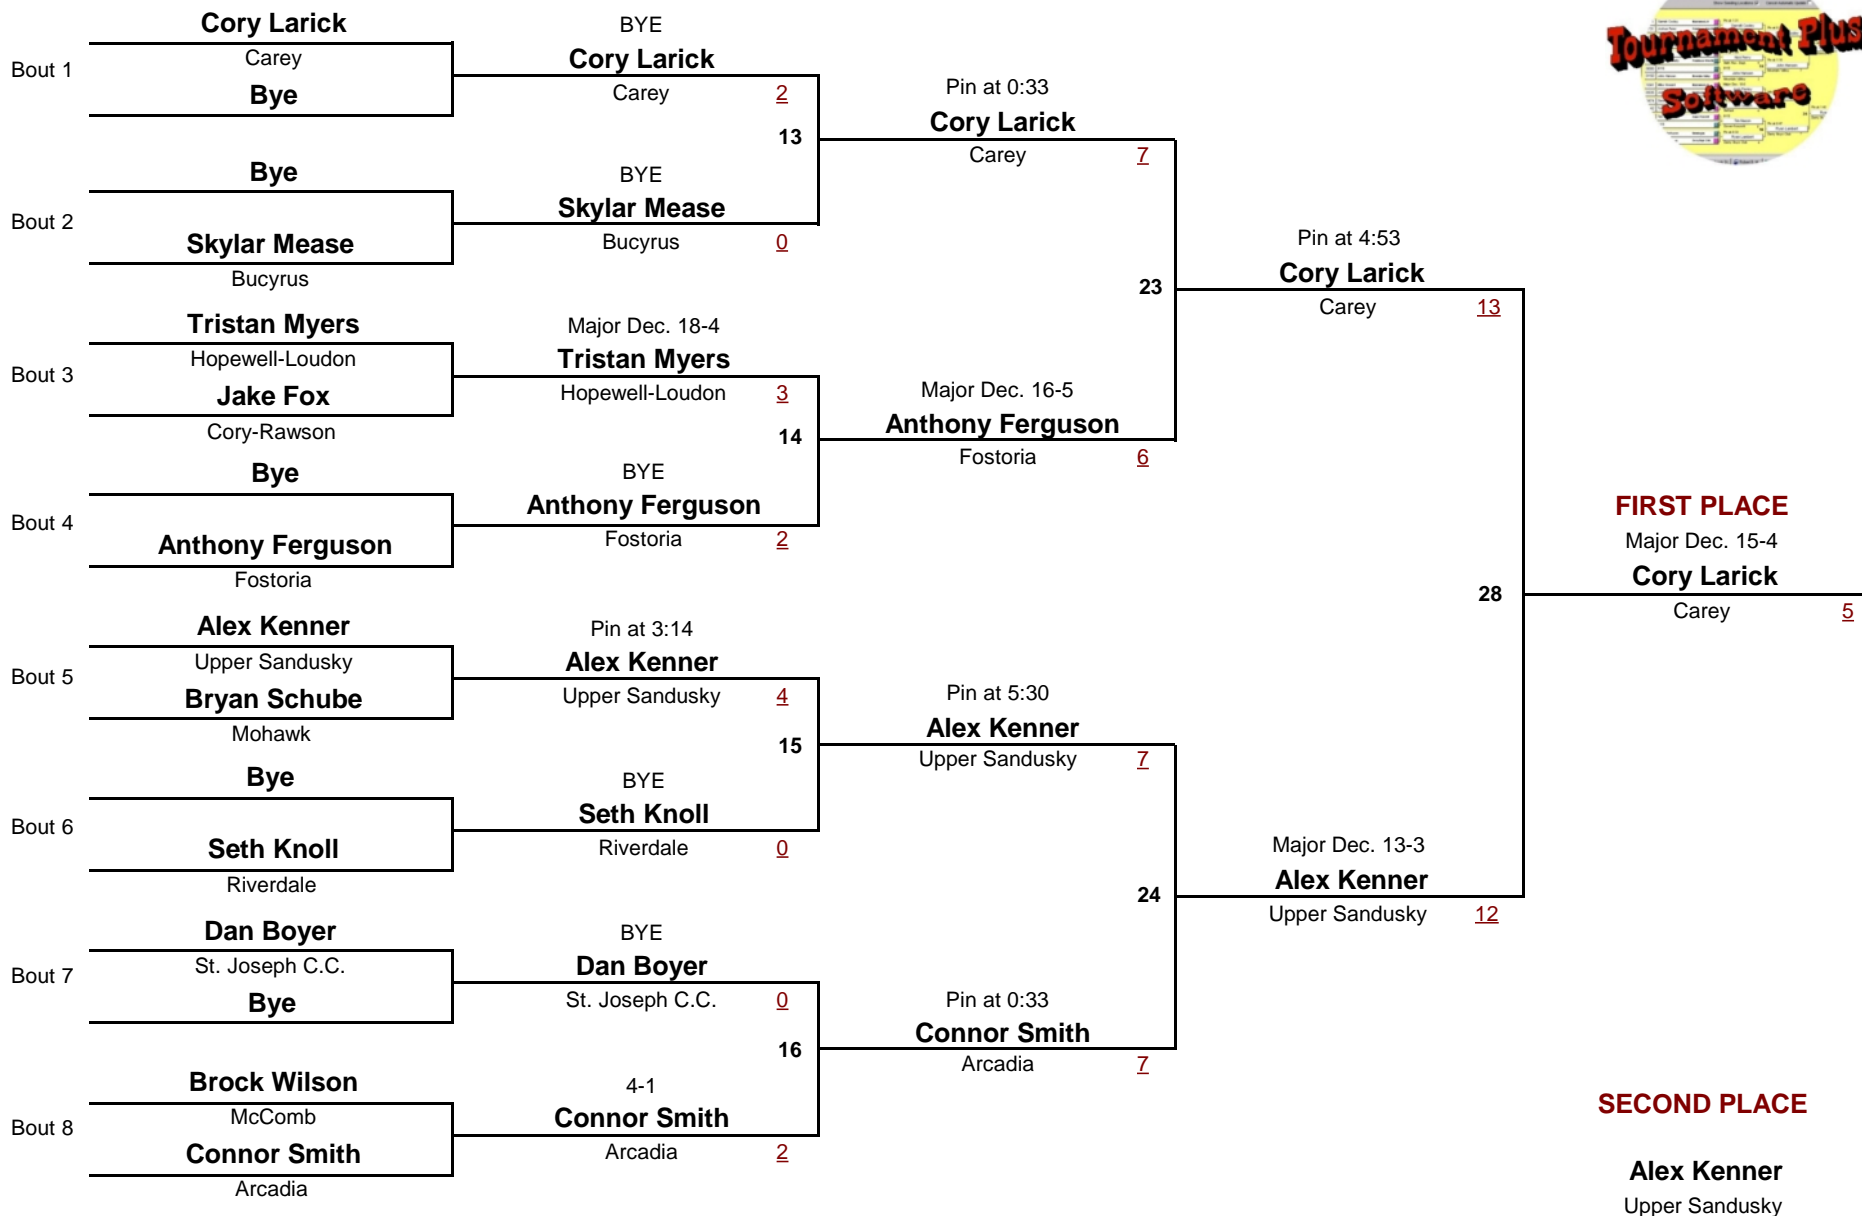 Cory Larick
Carey
Bout 1
Bye
Bye
Bout 2
Skylar Mease
Bucyrus
Tristan Myers
Hopewell-Loudon
Bout 3
Jake Fox
Cory-Rawson
Bye
Bout 4
Anthony Ferguson
Fostoria
Alex Kenner
Upper Sandusky
Bout 5
Bryan Schube
Mohawk
Bye
Bout 6
Seth Knoll
Riverdale
Dan Boyer
St. Joseph C.C.
Bout 7
Bye
Brock Wilson
McComb
Bout 8
Connor Smith
Arcadia
BYE
Cory Larick
Carey 2
13
BYE
Skylar Mease
Bucyrus 0
Major Dec. 18-4
Tristan Myers
Hopewell-Loudon 3
14
BYE
Anthony Ferguson
Fostoria 2
Pin at 3:14
Alex Kenner
Upper Sandusky 4
15
BYE
Seth Knoll
Riverdale 0
BYE
Dan Boyer
St. Joseph C.C. 0
16
4-1
Connor Smith
Arcadia 2
Pin at 0:33
Cory Larick
Carey 7
23
Major Dec. 16-5
Anthony Ferguson
Fostoria 6
Pin at 5:30
Alex Kenner
Upper Sandusky 7
24
Pin at 0:33
Connor Smith
Arcadia 7
Pin at 4:53
Cory Larick
Carey 13
28
Major Dec. 13-3
Alex Kenner
Upper Sandusky 12
Tournament Plus
Software
FIRST PLACE
Major Dec. 15-4
Cory Larick
Carey 5
SECOND PLACE
Alex Kenner
Upper Sandusky